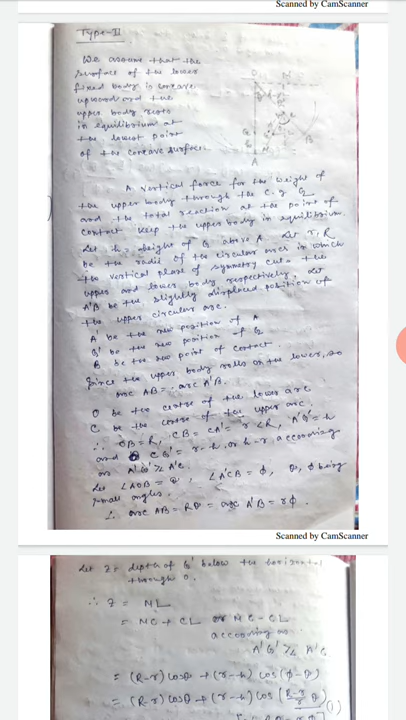 Scanned by CamScanner
Type-II
We assume that the
surface of the lower
fixed body is concave
upward and the
upper body rests
in equilibrium at
the lowest point
of the concave surface.
A vertical force for the weight of
the upper body through the c.g. G
and the total reaction at the point of
contact keep the upper body in equilibrium.
Let h = height of G above A. Let r, R
be the radii of the circular arcs in which
the vertical plane of symmetry cuts the
upper and lower body respectively. Let
A'B be the slightly displaced position of
the upper circular arc.
A' be the new position of A
G' be the new position of G
B be the new point of contact
Since the upper body rolls on the lower, so
arc AB = arc A'B.
O be the centre of the lower arc
C be the centre of the upper arc.
∴ OB = R, CB = CA' = r < R, A'G' = h
and CG' = r-h, or h-r, according
as A'G' ≷ A'C.
Let ∠AOB = θ, ∠A'CB = φ, θ, φ being
small angles.
∴ arc AB = Rθ = arc A'B = rφ.
Scanned by CamScanner
Let z = depth of G' below the horizontal
through O.
∴ z = NL
= NC + CL or NC - CL
according as
A'G' ≷ A'C
= (R-r) cosθ + (r-h) cos (φ-θ)
= (R-r) cosθ + (r-h) cos (R-r/r θ)
(1)